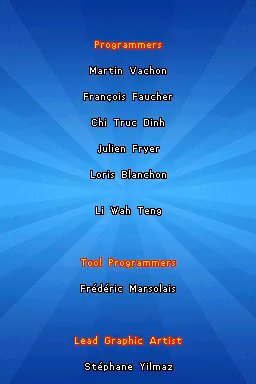 Programmers
Martin Vachon
François Faucher
Chi Truc Dinh
Julien Fryer
Loris Blanchon
Li Wah Teng
Tool Programmers
Frédéric Marsolais
Lead Graphic Artist
Stéphane Yilmaz